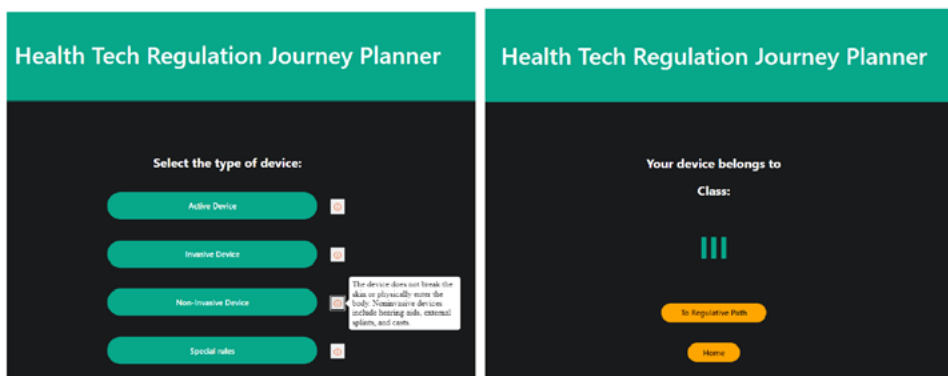 Health Tech Regulation Journey Planner
Select the type of device:
Active Device
Invasive Device
Non-Invasive Device
The device does not break the
skin or physically enter the
body. Noninvasive devices
include hearing aids, external
splints, and casts.
Special rules
Health Tech Regulation Journey Planner
Your device belongs to
Class:
III
To Regulative Path
Home